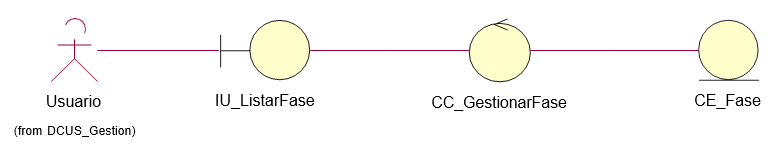 Usuario
IU_ListarFase
CC_GestionarFase
CE_Fase
(from DCUS_Gestion)